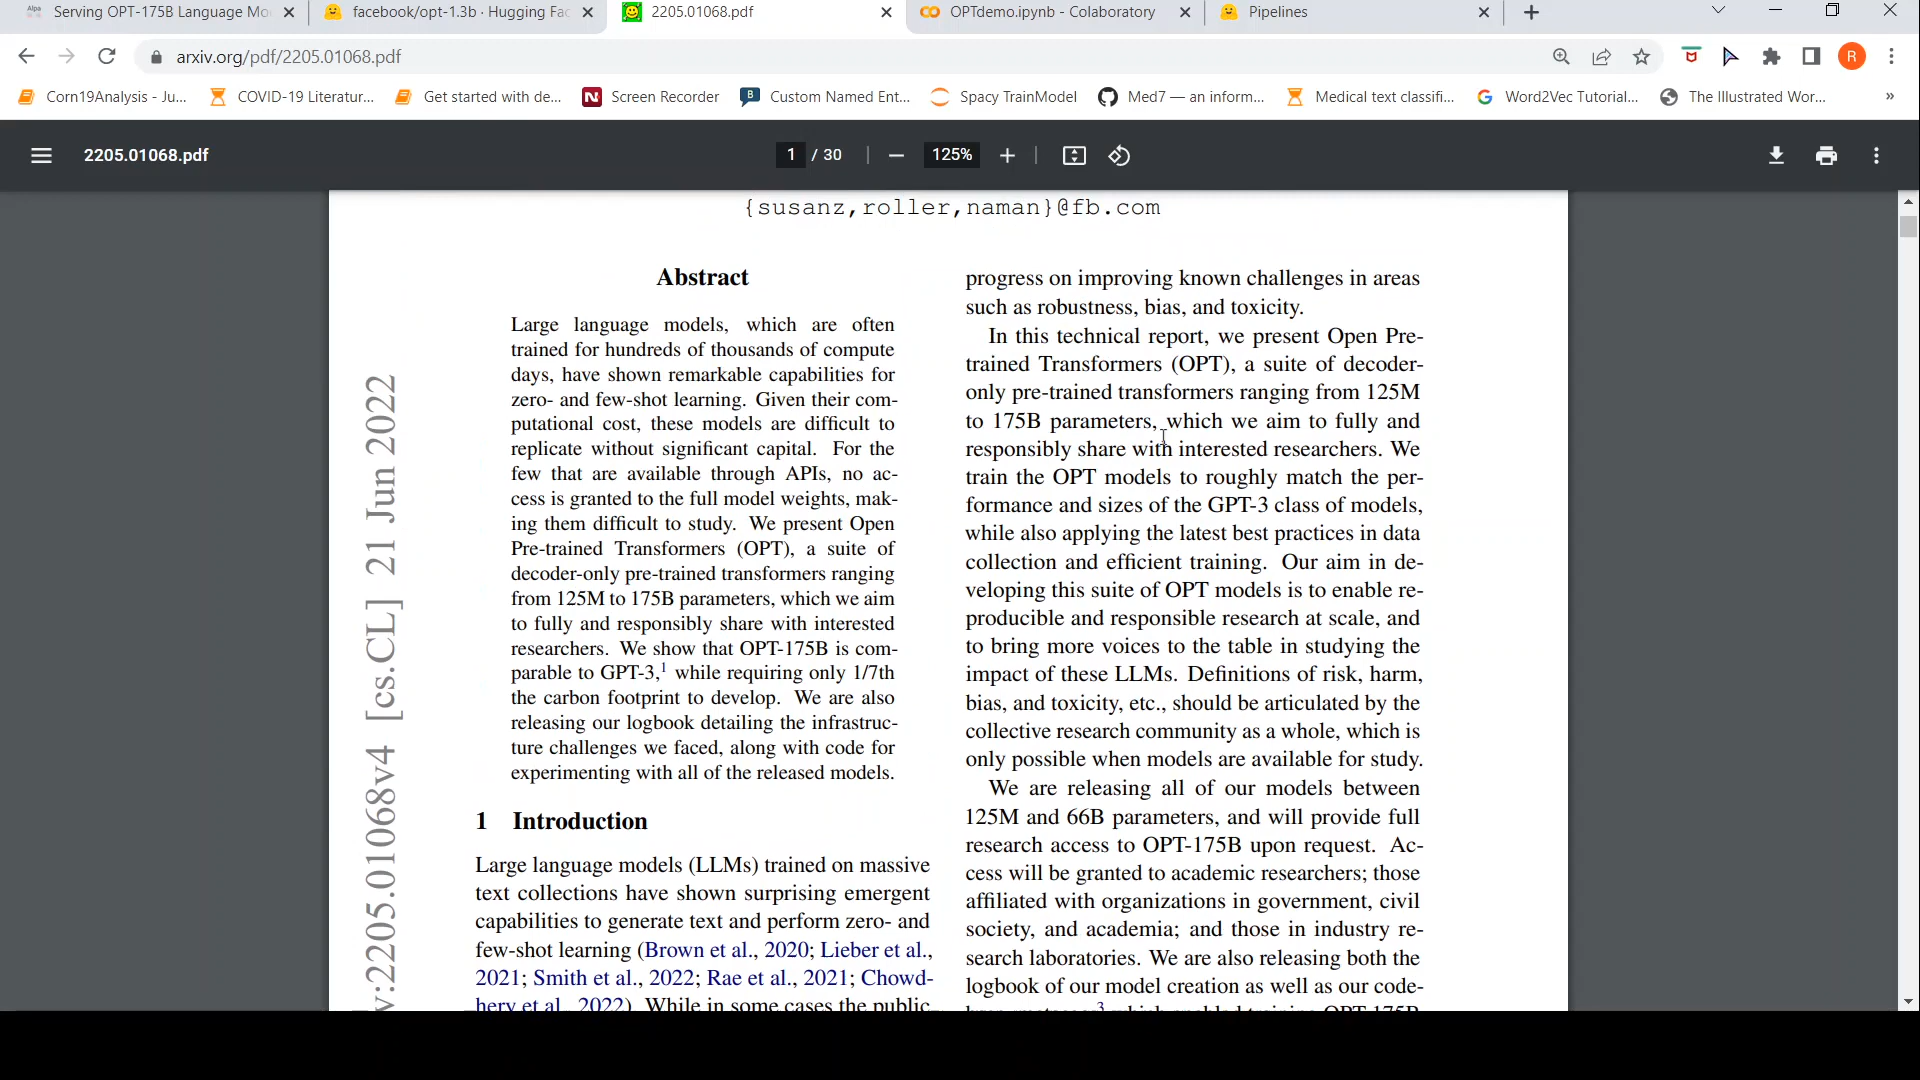 Serving OPT-175B Language Mo
facebook/opt-1.3b · Hugging Fac
2205.01068.pdf
OPTdemo.ipynb - Colaboratory
Pipelines
arxiv.org/pdf/2205.01068.pdf
R
Corn19Analysis - Ju...
COVID-19 Literatur...
Get started with de...
Screen Recorder
Custom Named Ent...
Spacy TrainModel
Med7 — an inform...
Medical text classifi...
Word2Vec Tutorial...
The Illustrated Wor...
»
2205.01068.pdf
1 / 30
125%
{susanz,roller,naman}@fb.com
Abstract
Large language models, which are often
trained for hundreds of thousands of compute
days, have shown remarkable capabilities for
zero- and few-shot learning. Given their com-
putational cost, these models are difficult to
replicate without significant capital. For the
few that are available through APIs, no ac-
cess is granted to the full model weights, mak-
ing them difficult to study. We present Open
Pre-trained Transformers (OPT), a suite of
decoder-only pre-trained transformers ranging
from 125M to 175B parameters, which we aim
to fully and responsibly share with interested
researchers. We show that OPT-175B is com-
parable to GPT-3,1 while requiring only 1/7th
the carbon footprint to develop. We are also
releasing our logbook detailing the infrastruc-
ture challenges we faced, along with code for
experimenting with all of the released models.
1 Introduction
Large language models (LLMs) trained on massive
text collections have shown surprising emergent
capabilities to generate text and perform zero- and
few-shot learning (Brown et al., 2020; Lieber et al.,
2021; Smith et al., 2022; Rae et al., 2021; Chowd-
hery et al., 2022). While in some cases the public
progress on improving known challenges in areas
such as robustness, bias, and toxicity.
In this technical report, we present Open Pre-
trained Transformers (OPT), a suite of decoder-
only pre-trained transformers ranging from 125M
to 175B parameters, which we aim to fully and
responsibly share with interested researchers. We
train the OPT models to roughly match the per-
formance and sizes of the GPT-3 class of models,
while also applying the latest best practices in data
collection and efficient training. Our aim in de-
veloping this suite of OPT models is to enable re-
producible and responsible research at scale, and
to bring more voices to the table in studying the
impact of these LLMs. Definitions of risk, harm,
bias, and toxicity, etc., should be articulated by the
collective research community as a whole, which is
only possible when models are available for study.
We are releasing all of our models between
125M and 66B parameters, and will provide full
research access to OPT-175B upon request. Ac-
cess will be granted to academic researchers; those
affiliated with organizations in government, civil
society, and academia; and those in industry re-
search laboratories. We are also releasing both the
logbook of our model creation as well as our code-
v:2205.01068v4 [cs.CL] 21 Jun 2022